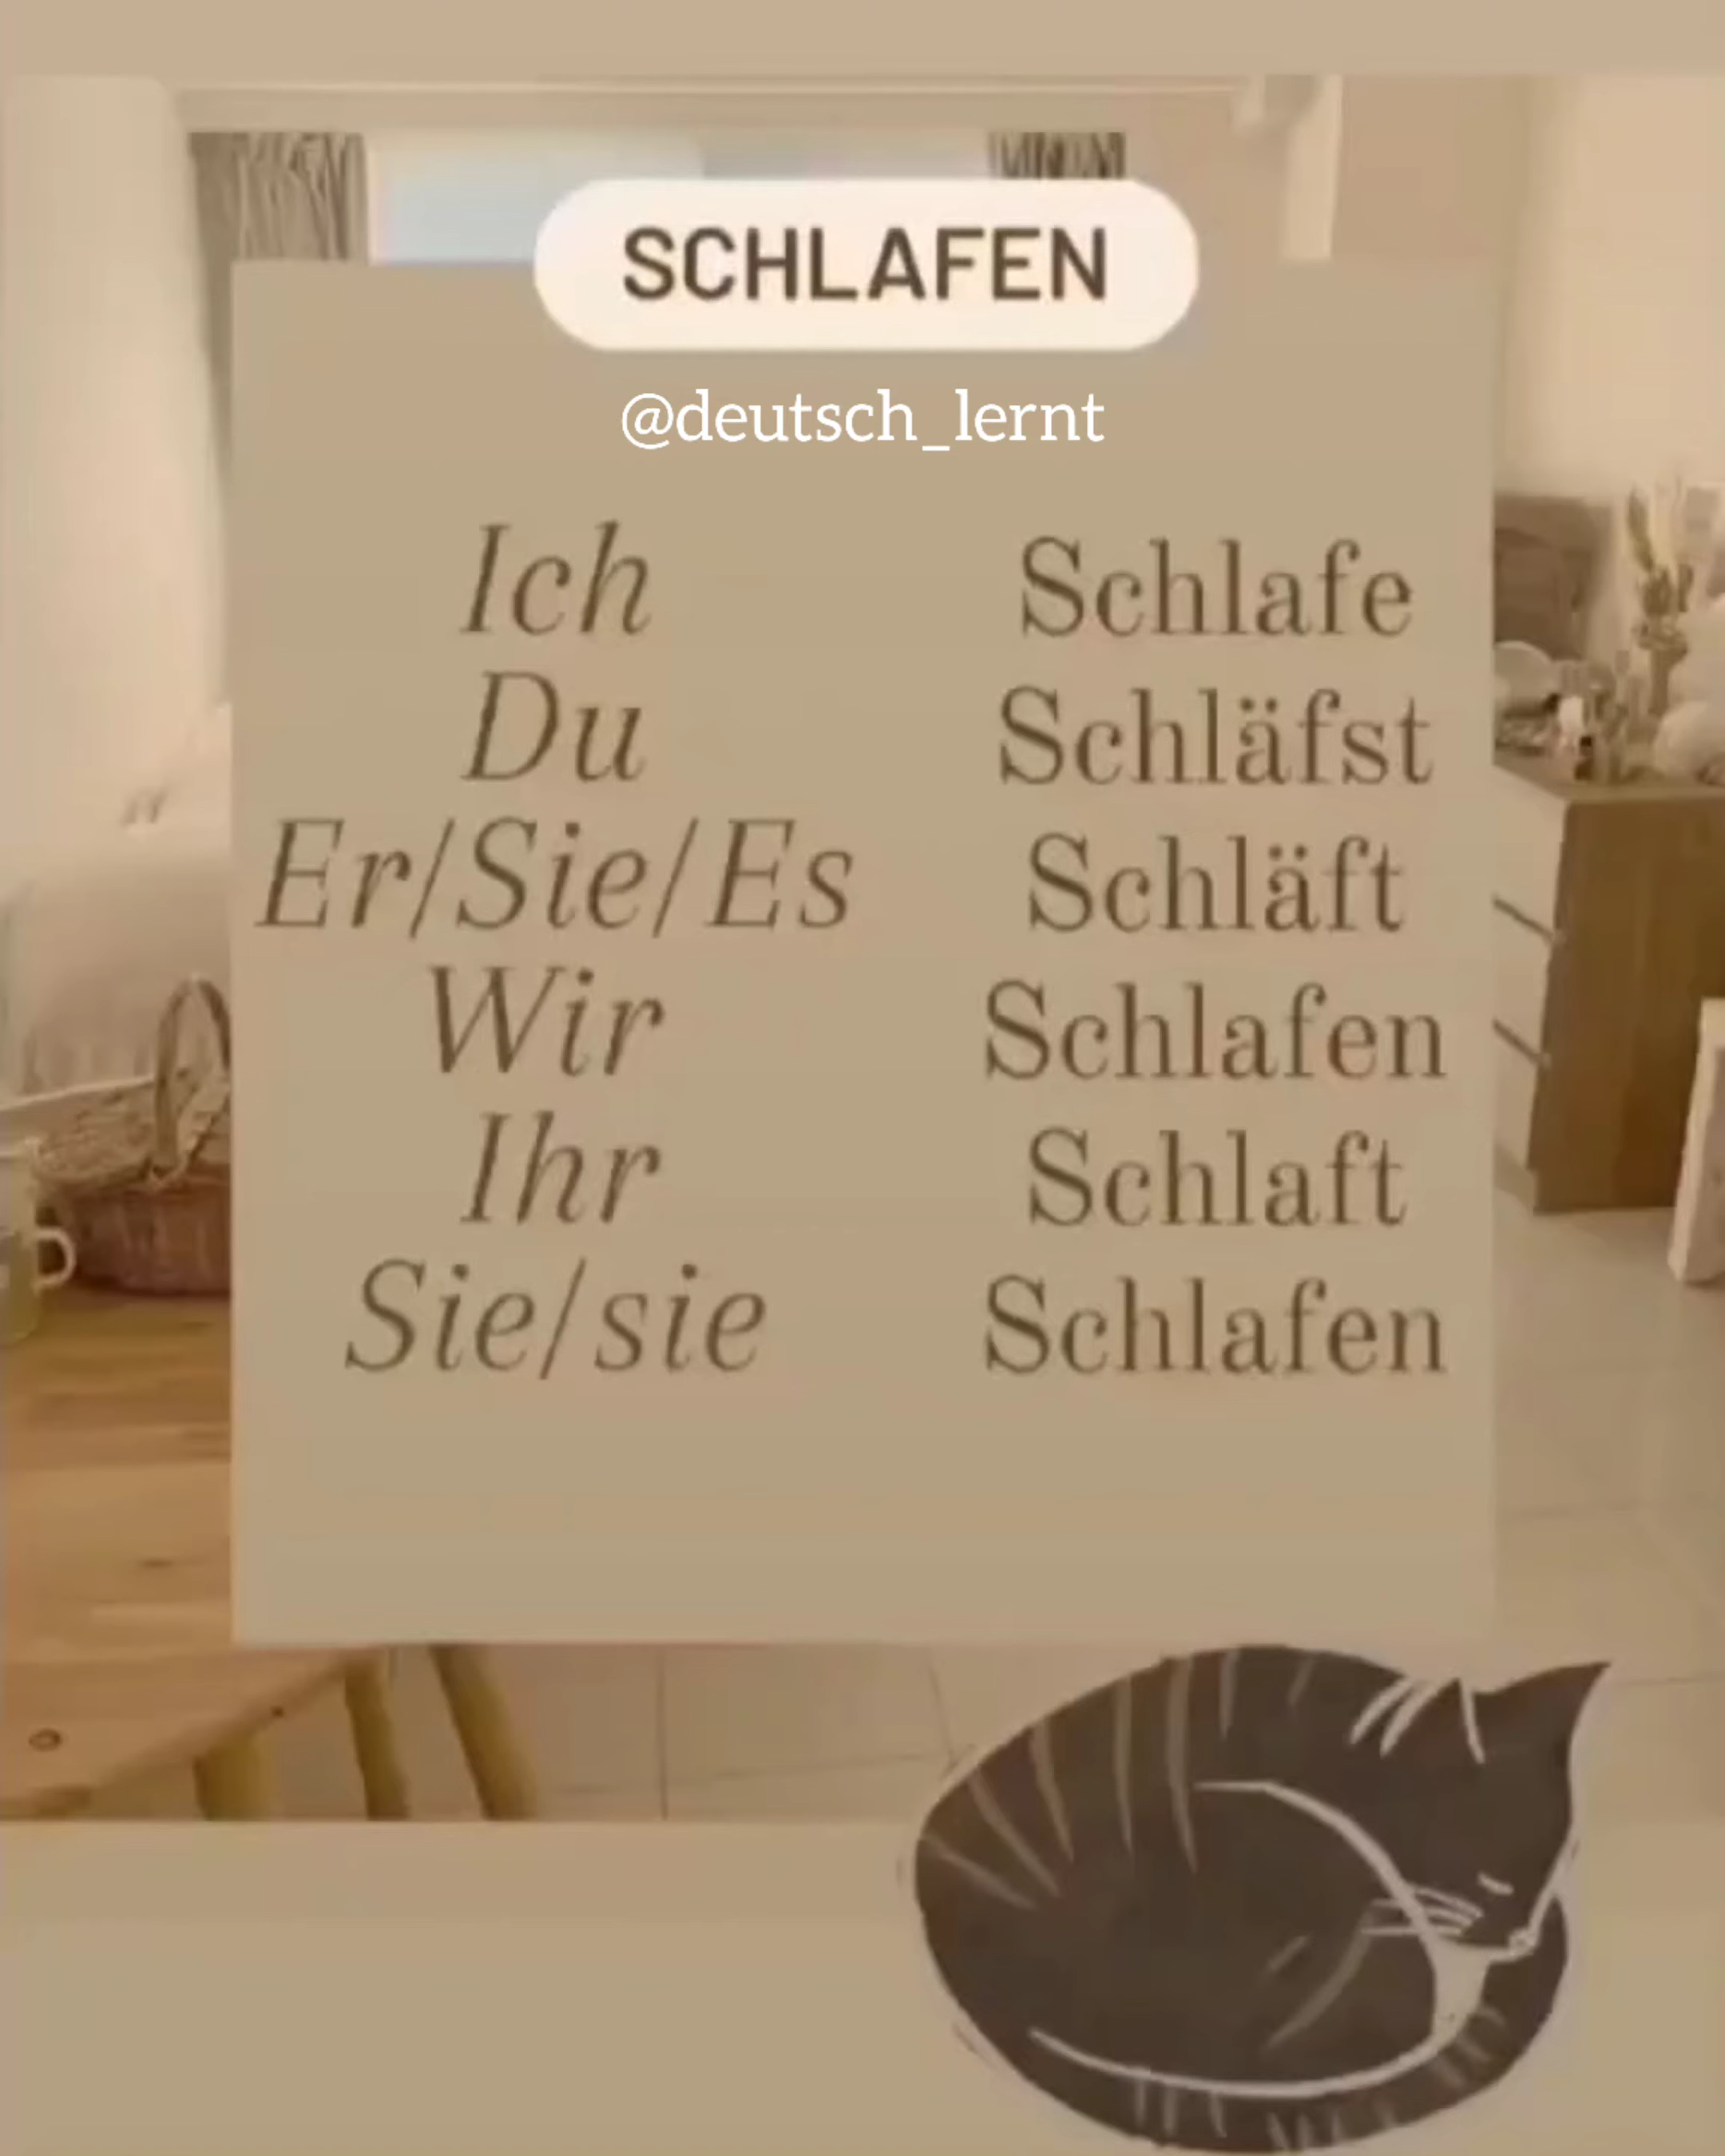 SCHLAFEN
@deutsch_lernt
Ich Schlafe
Du Schläfst
Er/Sie/Es Schläft
Wir Schlafen
Ihr Schlaft
Sie/sie Schlafen